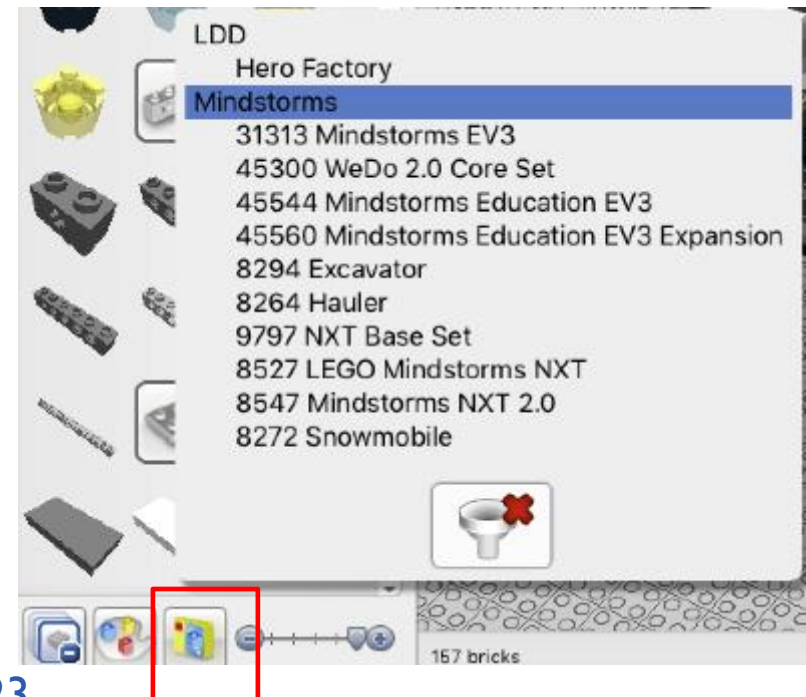 LDD
Hero Factory
Mindstorms
31313 Mindstorms EV3
45300 WeDo 2.0 Core Set
45544 Mindstorms Education EV3
45560 Mindstorms Education EV3 Expansion
8294 Excavator
8264 Hauler
9797 NXT Base Set
8527 LEGO Mindstorms NXT
8547 Mindstorms NXT 2.0
8272 Snowmobile
157 bricks